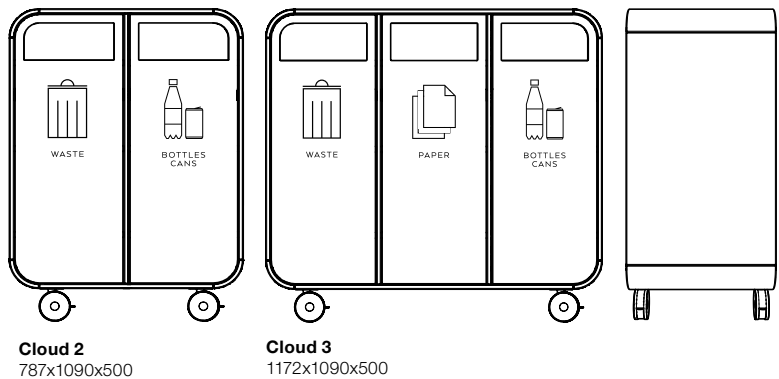 WASTE
BOTTLES
CANS
WASTE
PAPER
BOTTLES
CANS
Cloud 2
787x1090x500
Cloud 3
1172x1090x500